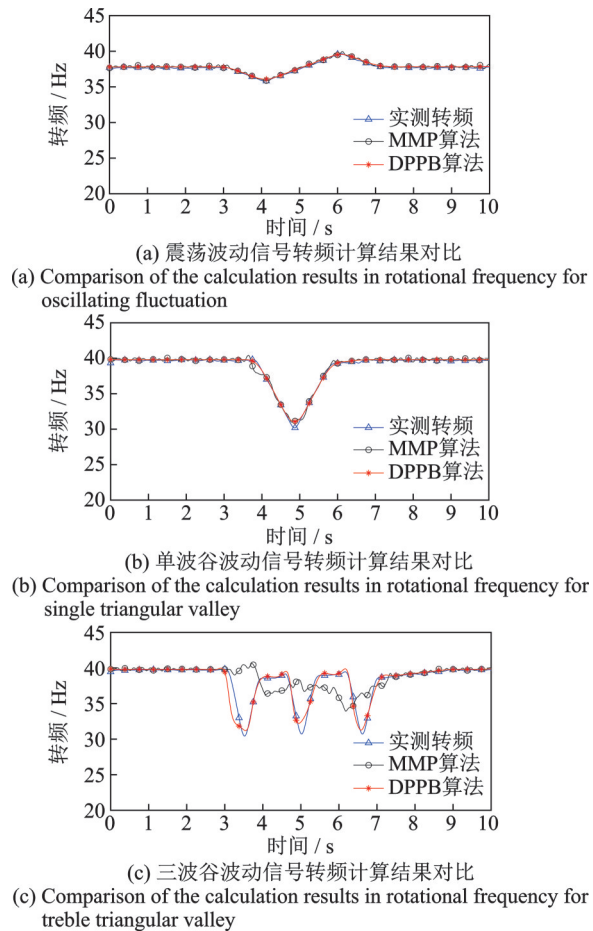 45
40
35
30
25
20
转频 / Hz
实测转频
MMP算法
DPPB算法
0 1 2 3 4 5 6 7 8 9 10
时间 / s
(a) 震荡波动信号转频计算结果对比
(a) Comparison of the calculation results in rotational frequency for
oscillating fluctuation
45
40
35
30
25
20
转频 / Hz
实测转频
MMP算法
DPPB算法
0 1 2 3 4 5 6 7 8 9 10
时间 / s
(b) 单波谷波动信号转频计算结果对比
(b) Comparison of the calculation results in rotational frequency for
single triangular valley
45
40
35
30
25
20
转频 / Hz
实测转频
MMP算法
DPPB算法
0 1 2 3 4 5 6 7 8 9 10
时间 / s
(c) 三波谷波动信号转频计算结果对比
(c) Comparison of the calculation results in rotational frequency for
treble triangular valley